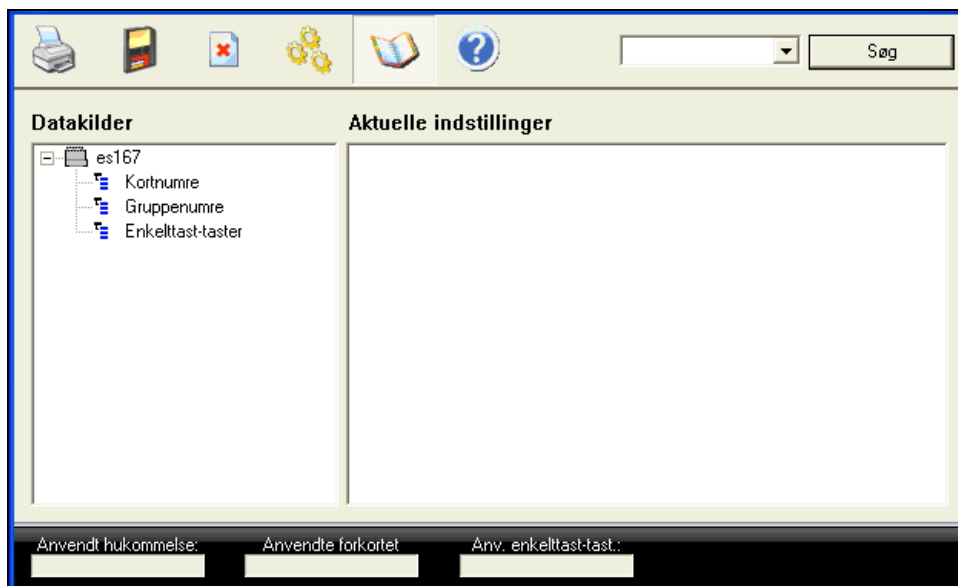 Søg
Datakilder
Aktuelle indstillinger
es167
Kortnumre
Gruppenumre
Enkelttast-taster
Anvendt hukommelse:
Anvendte forkortet
Anv. enkelttast-tast.: